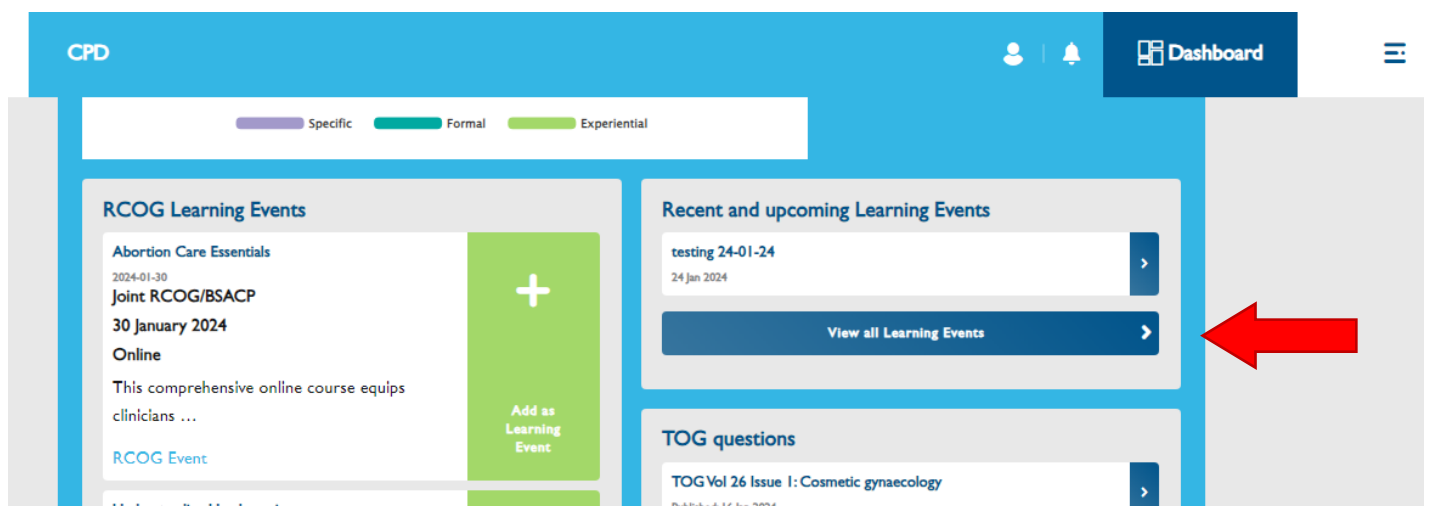 CPD
Dashboard
Specific Formal Experiential
RCOG Learning Events
Abortion Care Essentials
2024-01-30
Joint RCOG/BSACP
30 January 2024
Online
This comprehensive online course equips
clinicians ...
RCOG Event
Add as
Learning
Event
Recent and upcoming Learning Events
testing 24-01-24
24 Jan 2024
View all Learning Events
TOG questions
TOG Vol 26 Issue 1: Cosmetic gynaecology